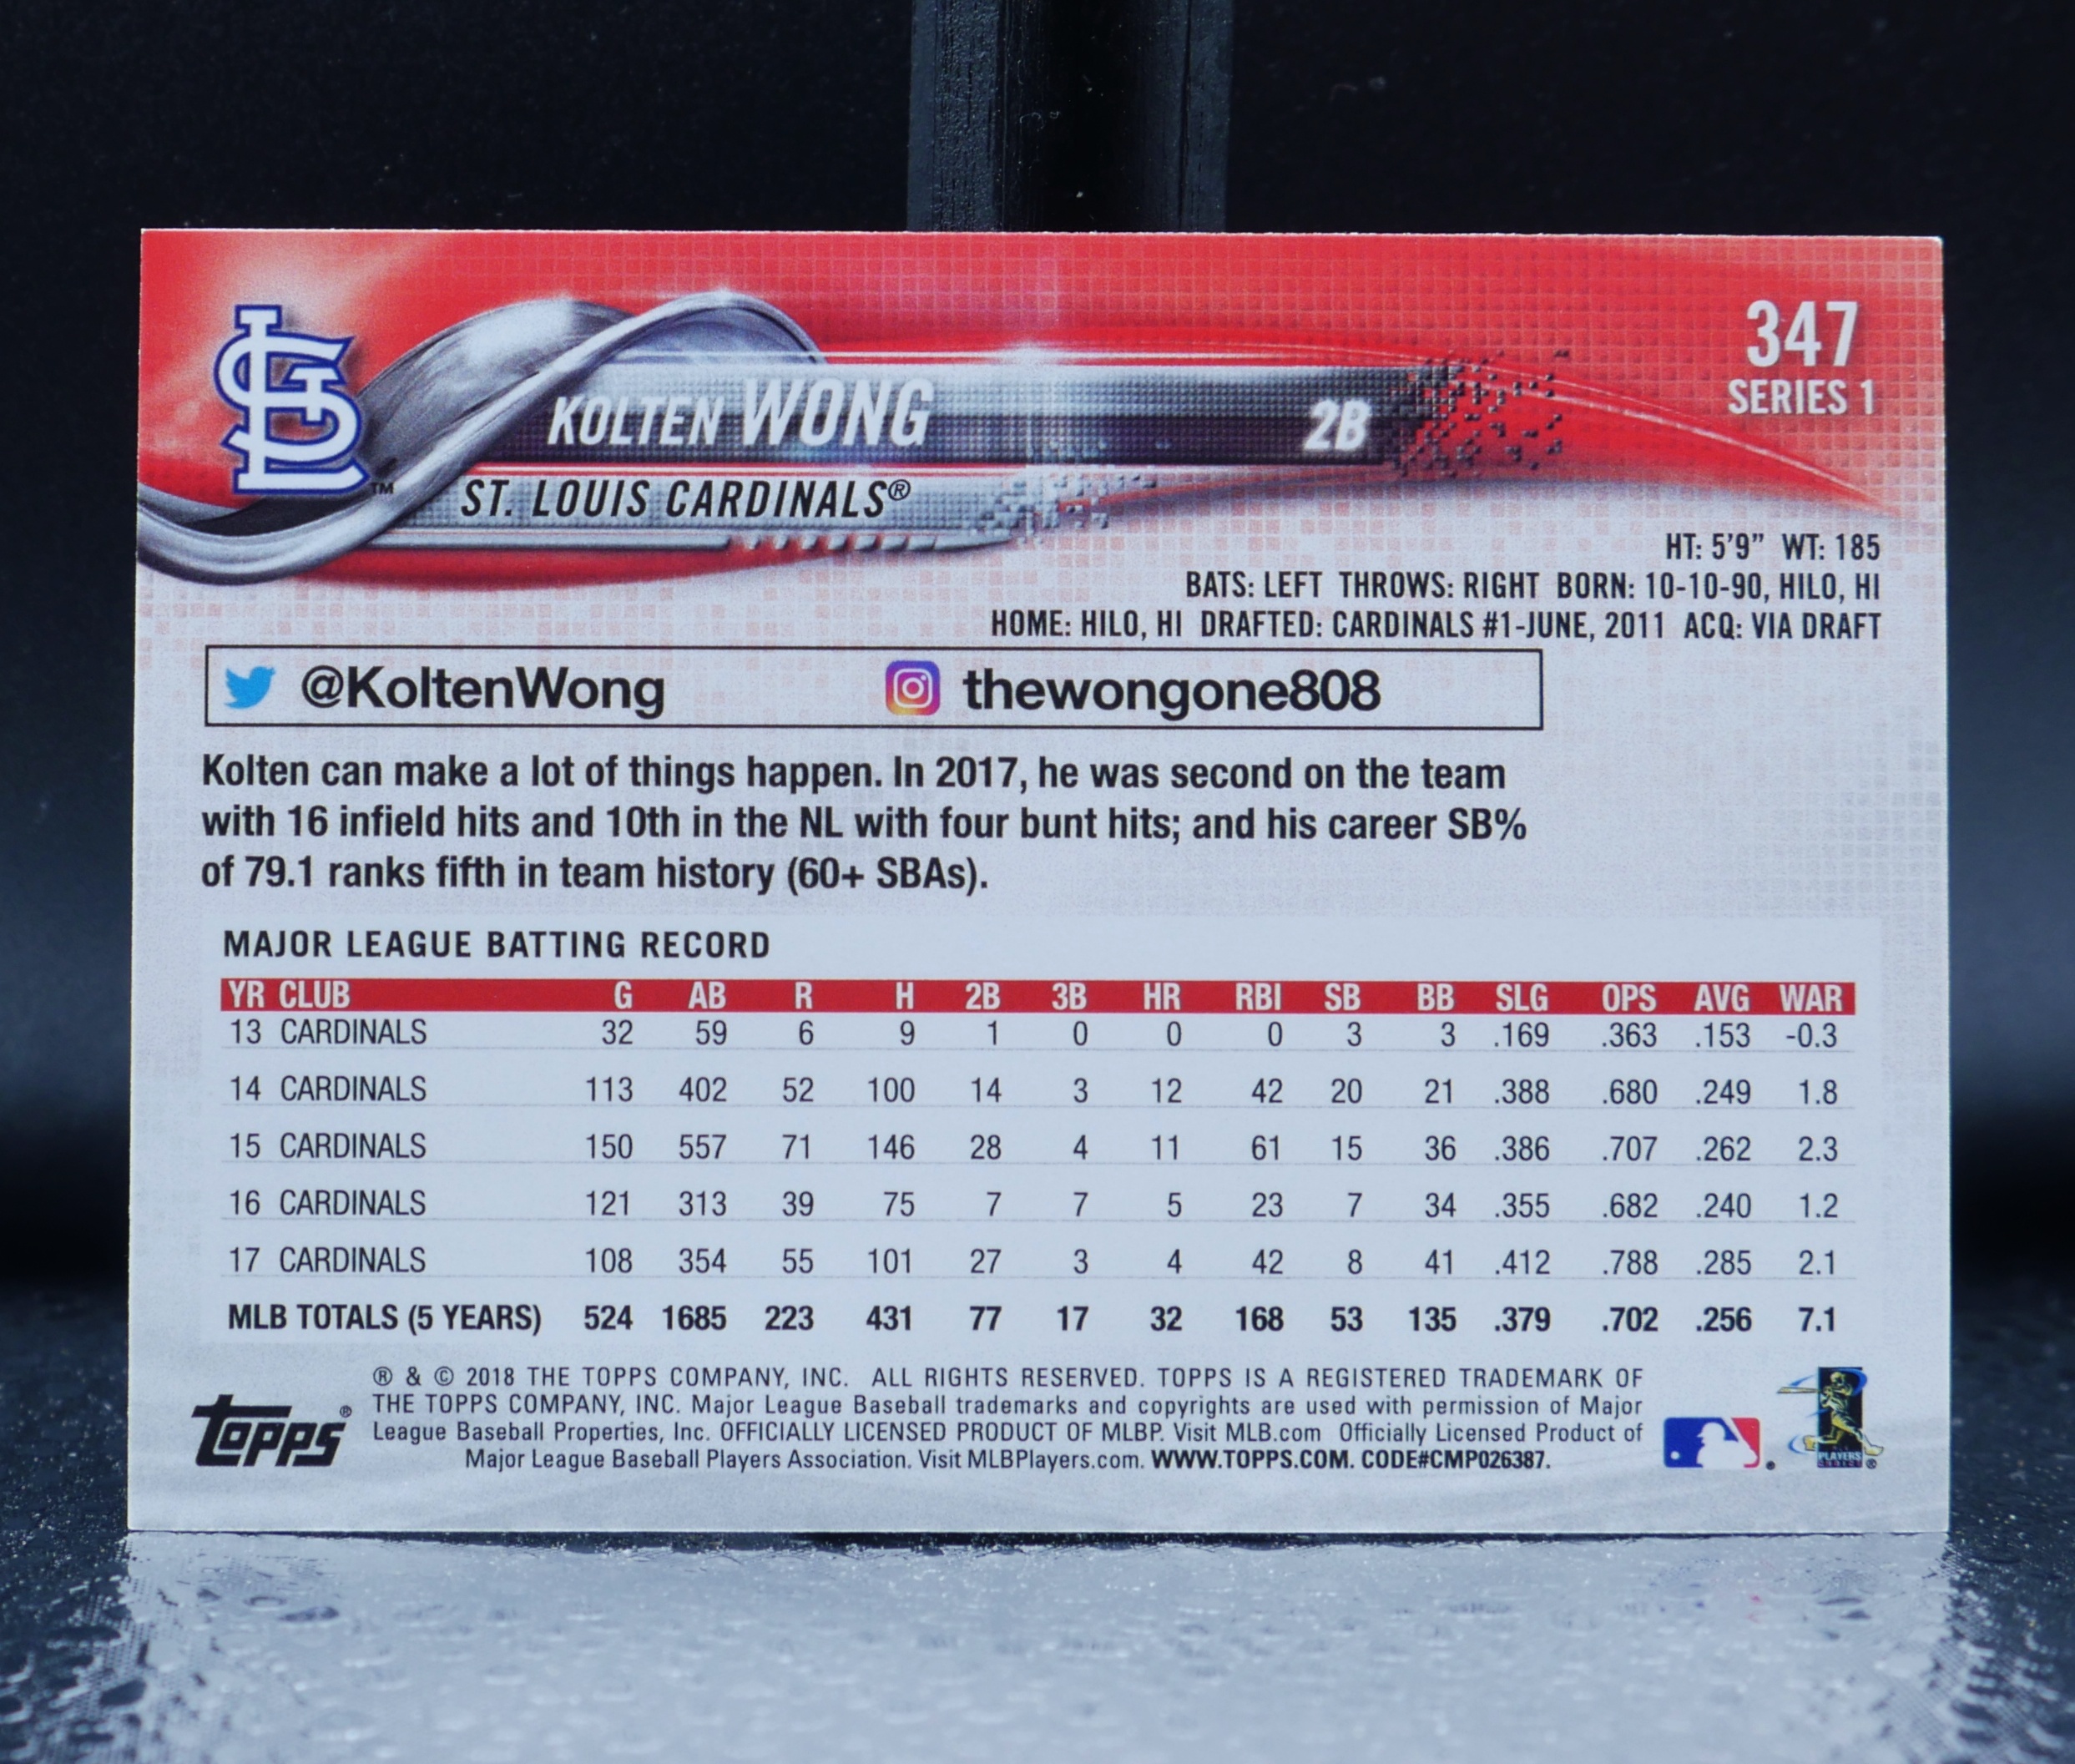 347
SERIES 1
STL™
KOLTEN WONG 2B
ST. LOUIS CARDINALS®
HT: 5'9" WT: 185
BATS: LEFT THROWS: RIGHT BORN: 10-10-90, HILO, HI
HOME: HILO, HI DRAFTED: CARDINALS #1-JUNE, 2011 ACQ: VIA DRAFT
@KoltenWong thewongone808
Kolten can make a lot of things happen. In 2017, he was second on the team
with 16 infield hits and 10th in the NL with four bunt hits; and his career SB%
of 79.1 ranks fifth in team history (60+ SBAs).
MAJOR LEAGUE BATTING RECORD
YR CLUB G AB R H 2B 3B HR RBI SB BB SLG OPS AVG WAR
13 CARDINALS 32 59 6 9 1 0 0 0 3 3 .169 .363 .153 -0.3
14 CARDINALS 113 402 52 100 14 3 12 42 20 21 .388 .680 .249 1.8
15 CARDINALS 150 557 71 146 28 4 11 61 15 36 .386 .707 .262 2.3
16 CARDINALS 121 313 39 75 7 7 5 23 7 34 .355 .682 .240 1.2
17 CARDINALS 108 354 55 101 27 3 4 42 8 41 .412 .788 .285 2.1
MLB TOTALS (5 YEARS) 524 1685 223 431 77 17 32 168 53 135 .379 .702 .256 7.1
® & © 2018 THE TOPPS COMPANY, INC. ALL RIGHTS RESERVED. TOPPS IS A REGISTERED TRADEMARK OF
THE TOPPS COMPANY, INC. Major League Baseball trademarks and copyrights are used with permission of Major
League Baseball Properties, Inc. OFFICIALLY LICENSED PRODUCT OF MLBP. Visit MLB.com Officially Licensed Product of
Major League Baseball Players Association. Visit MLBPlayers.com. WWW.TOPPS.COM. CODE#CMP026387.
Topps®
PLAYERS
CHOICE®